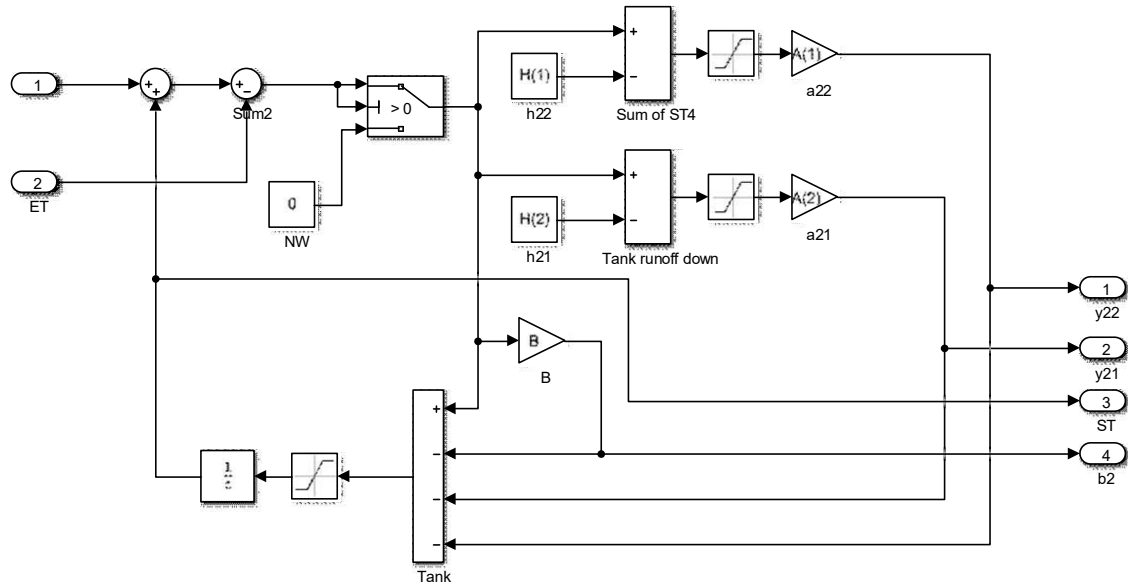 1
+
+
+
−
Sum2
> 0
2
ET
0
NW
H(1)
h22
+
−
Sum of ST4
A(1)
a22
H(2)
h21
+
−
Tank runoff down
A(2)
a21
1
y22
2
y21
3
ST
4
b2
B
B
+
−
−
−
Tank
1